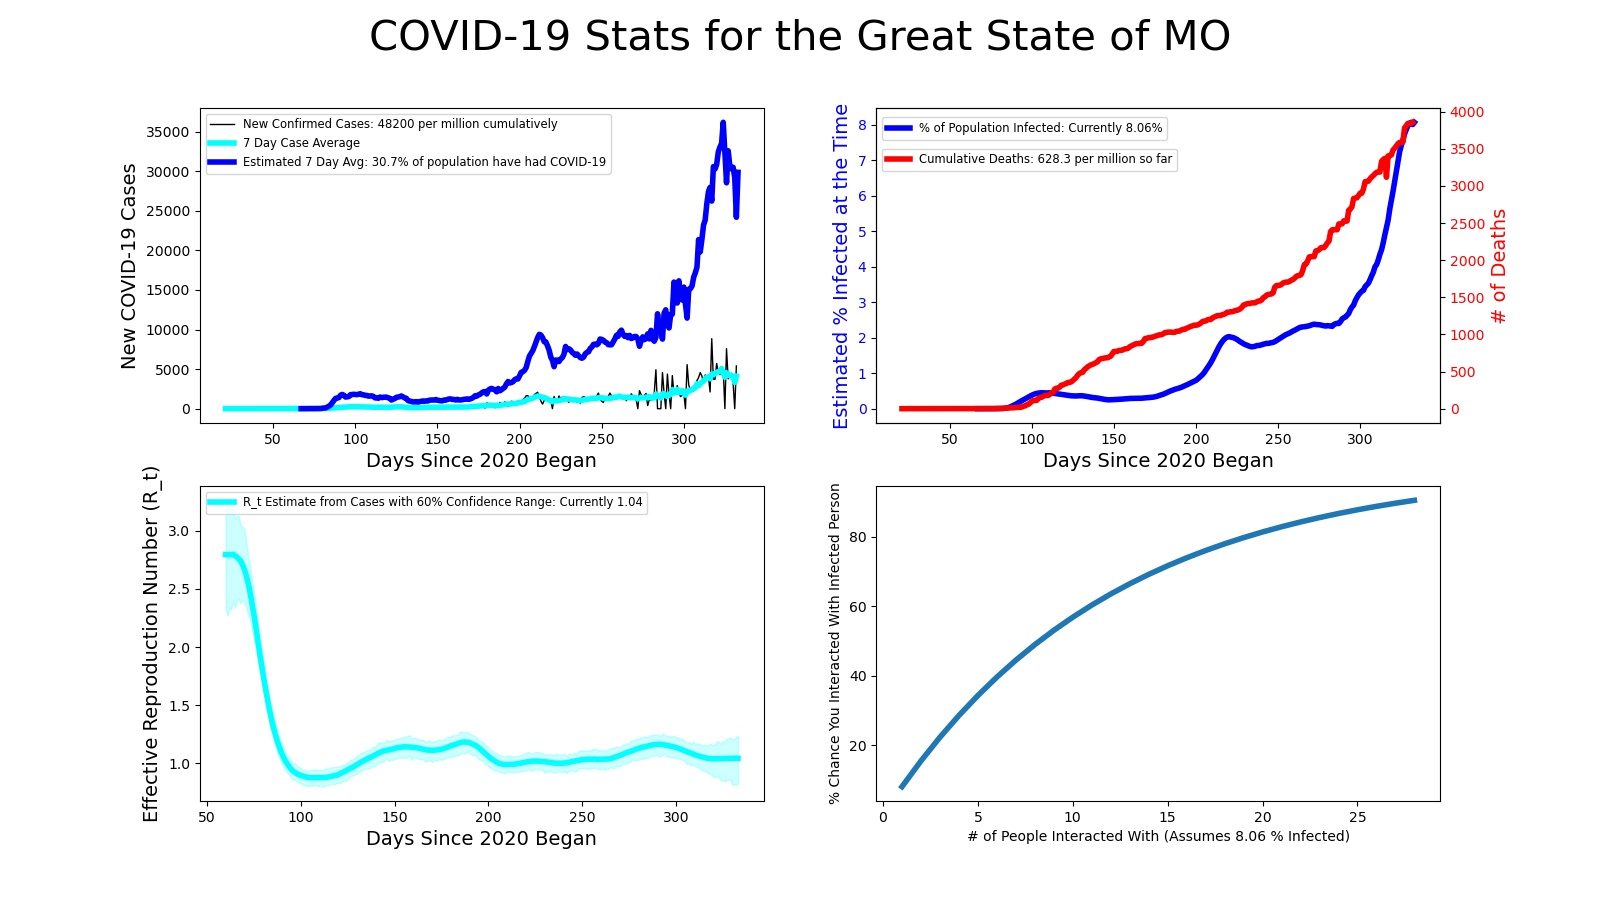 COVID-19 Stats for the Great State of MO
New COVID-19 Cases
35000
30000
25000
20000
15000
10000
5000
0
New Confirmed Cases: 48200 per million cumulatively
7 Day Case Average
Estimated 7 Day Avg: 30.7% of population have had COVID-19
50 100 150 200 250 300
Days Since 2020 Began
Estimated % Infected at the Time
8
7
6
5
4
3
2
1
0
% of Population Infected: Currently 8.06%
Cumulative Deaths: 628.3 per million so far
4000
3500
3000
2500
2000
1500
1000
500
0
# of Deaths
50 100 150 200 250 300
Days Since 2020 Began
Effective Reproduction Number (R_t)
3.0
2.5
2.0
1.5
1.0
R_t Estimate from Cases with 60% Confidence Range: Currently 1.04
50 100 150 200 250 300
Days Since 2020 Began
% Chance You Interacted With Infected Person
80
60
40
20
0 5 10 15 20 25
# of People Interacted With (Assumes 8.06 % Infected)